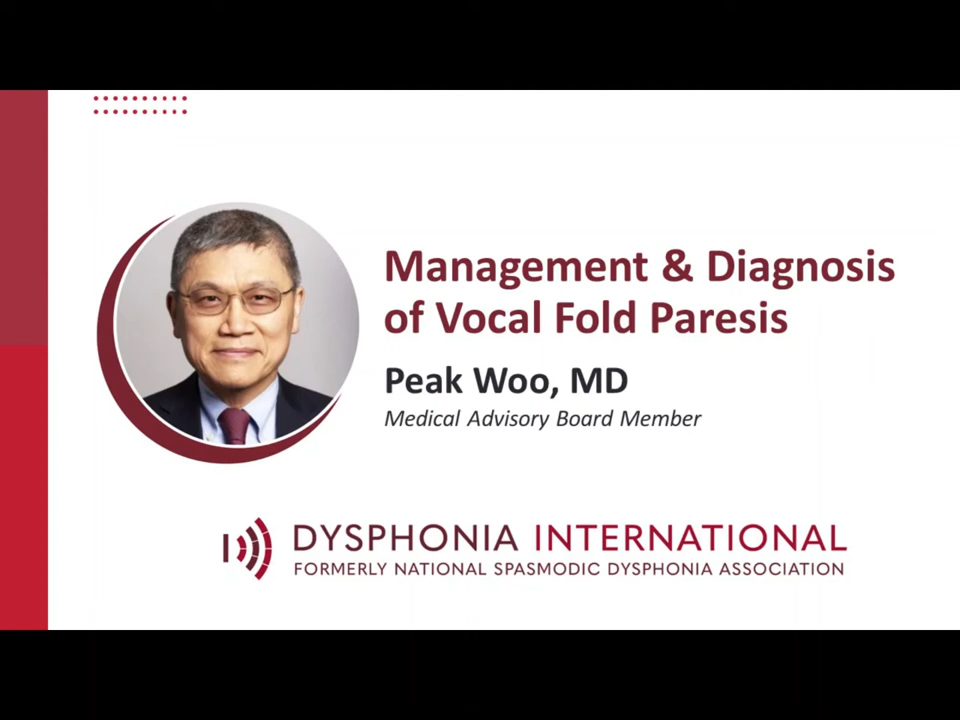 Management & Diagnosis
of Vocal Fold Paresis
Peak Woo, MD
Medical Advisory Board Member
DYSPHONIA INTERNATIONAL
FORMERLY NATIONAL SPASMODIC DYSPHONIA ASSOCIATION